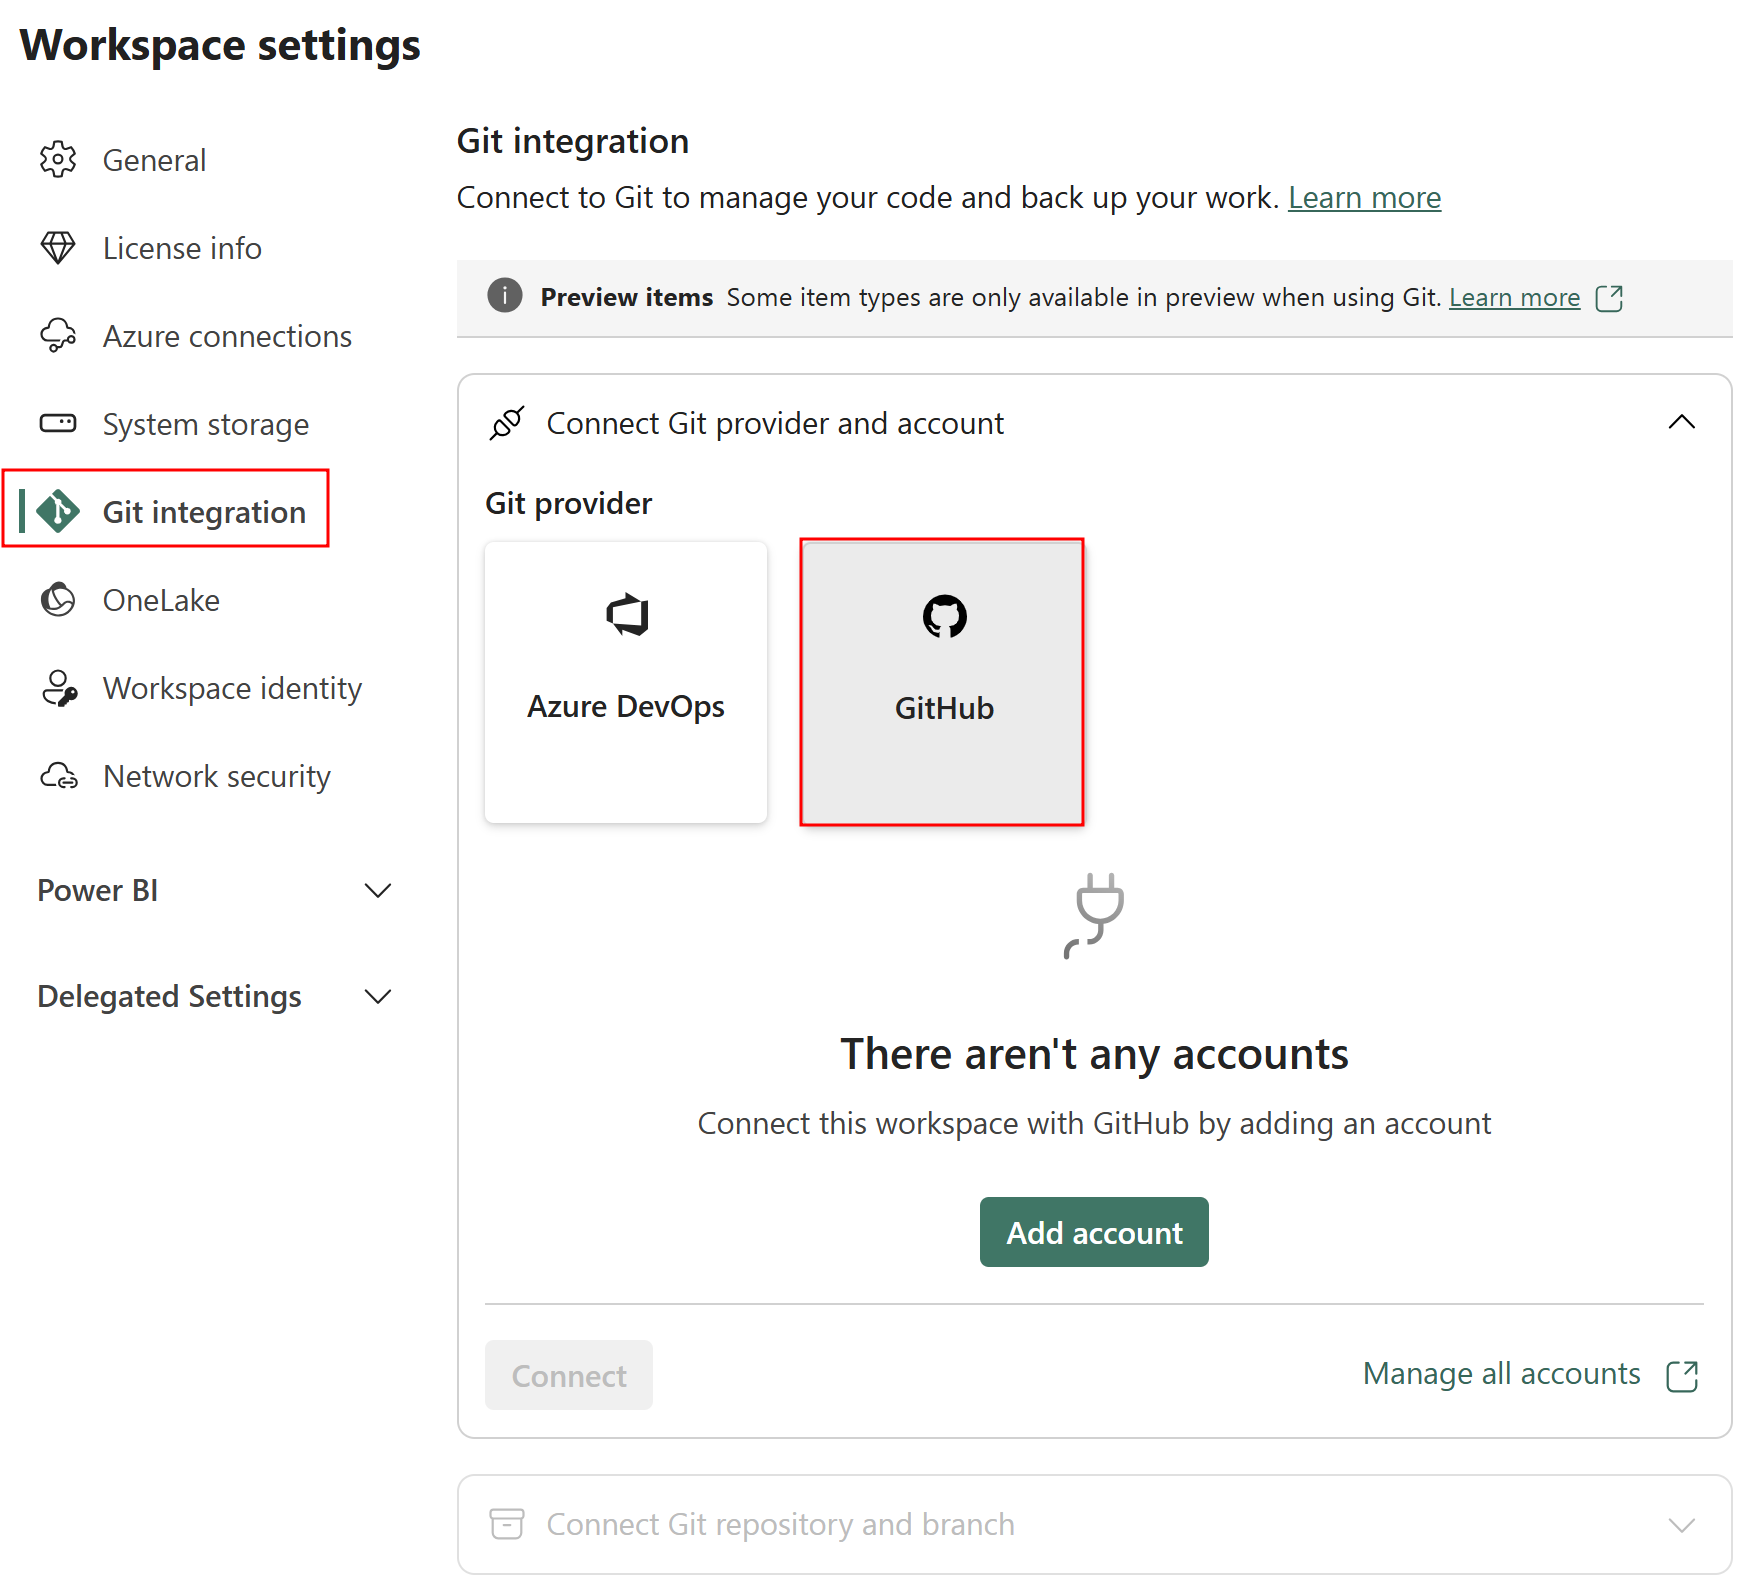 Workspace settings
General
License info
Azure connections
System storage
Git integration
OneLake
Workspace identity
Network security
Power BI
Delegated Settings
Git integration
Connect to Git to manage your code and back up your work. Learn more
Preview items Some item types are only available in preview when using Git. Learn more
Connect Git provider and account
Git provider
Azure DevOps
GitHub
There aren't any accounts
Connect this workspace with GitHub by adding an account
Add account
Connect
Manage all accounts
Connect Git repository and branch